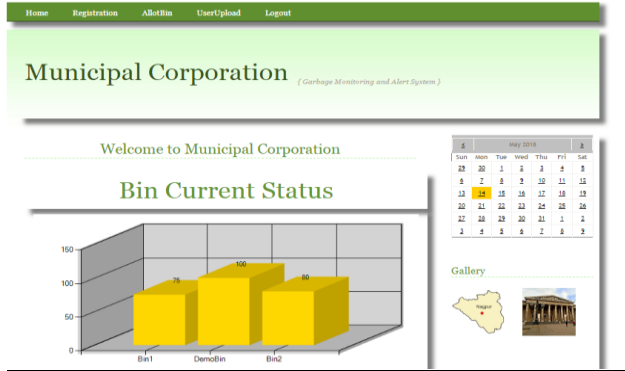 Home Registration AllotBin UserUpload Logout
Municipal Corporation { Garbage Monitoring and Alert System }
Welcome to Municipal Corporation
Bin Current Status
150
100
50
0
75
100
80
Bin1 DemoBin Bin2
< May 2018 >
Sun Mon Tue Wed Thu Fri Sat
29 30 1 2 3 4 5
6 7 8 9 10 11 12
13 14 15 16 17 18 19
20 21 22 23 24 25 26
27 28 29 30 31 1 2
3 4 5 6 7 8 9
Gallery
Nagpur